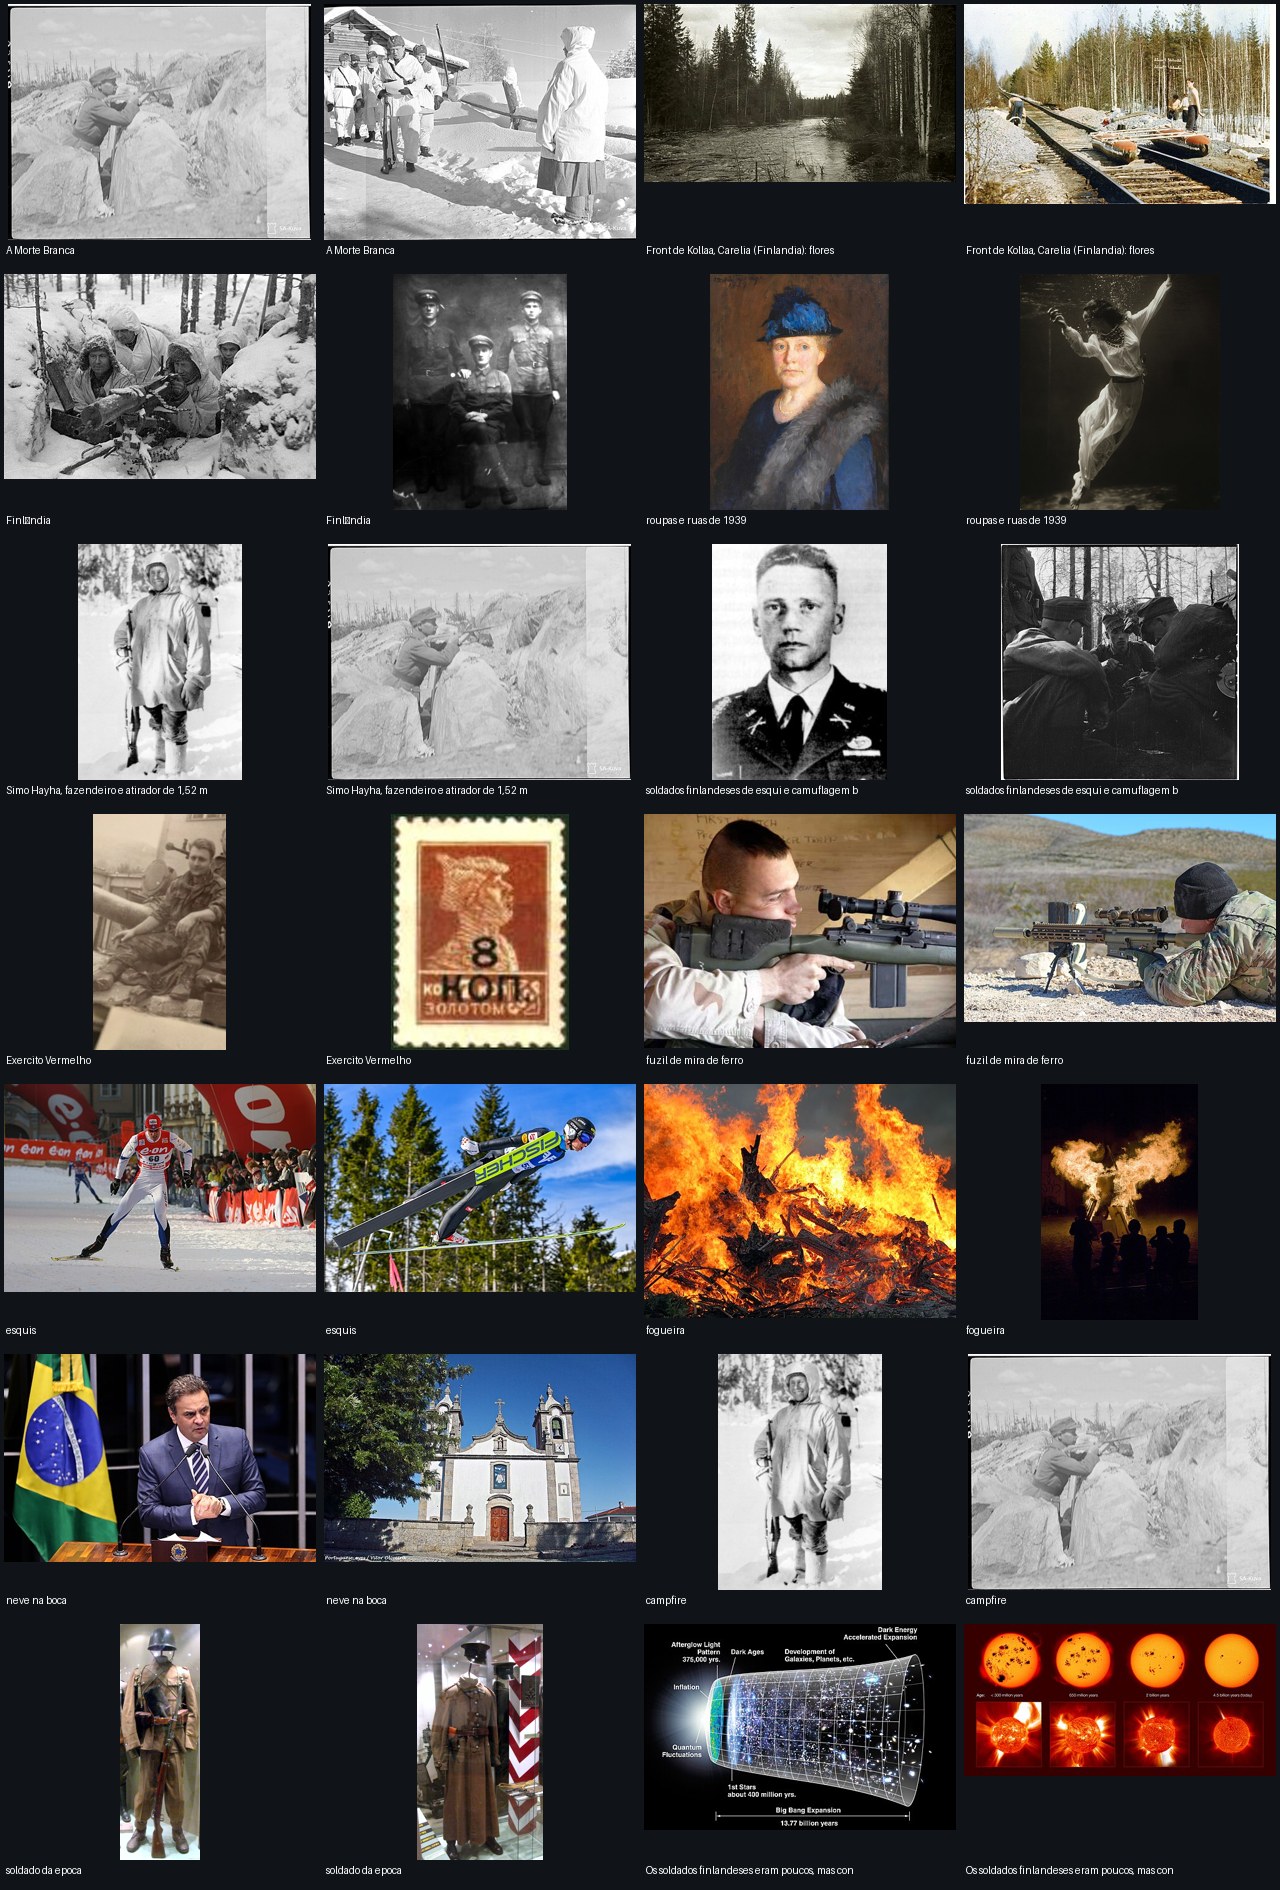 A Morte Branca
A Morte Branca
Front de Kollaa, Carelia (Finlandia): flores
Front de Kollaa, Carelia (Finlandia): flores
Finl□ndia
Finl□ndia
roupas e ruas de 1939
roupas e ruas de 1939
Simo Hayha, fazendeiro e atirador de 1,52 m
Simo Hayha, fazendeiro e atirador de 1,52 m
soldados finlandeses de esqui e camuflagem b
soldados finlandeses de esqui e camuflagem b
8
КОП.
ЗОЛОТОМ
Exercito Vermelho
Exercito Vermelho
fuzil de mira de ferro
fuzil de mira de ferro
e.on
FISCHER
esquis
esquis
fogueira
fogueira
neve na boca
neve na boca
campfire
campfire
soldado da epoca
soldado da epoca
Dark Energy
Accelerated Expansion
Afterglow Light
Pattern
375,000 yrs.
Dark Ages
Development of
Galaxies, Planets, etc.
Inflation
Quantum
Fluctuations
1st Stars
about 400 million yrs.
Big Bang Expansion
13.77 billion years
Os soldados finlandeses eram poucos, mas con
Os soldados finlandeses eram poucos, mas con